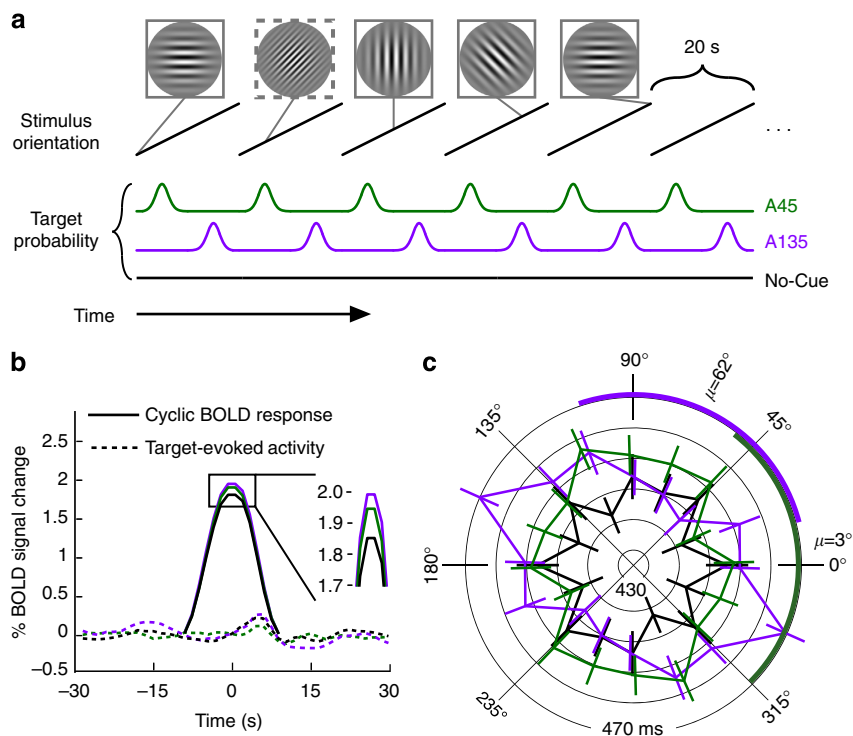 a
20 s
Stimulus
orientation
. . .
Target
probability
A45
A135
No-Cue
Time
b
Cyclic BOLD response
Target-evoked activity
% BOLD signal change
2.5
2
1.5
1
0.5
0
–0.5
–30
–15
0
15
30
Time (s)
2.0
1.9
1.8
1.7
c
90°
μ=62°
135°
45°
μ=3°
180°
0°
430
235°
315°
470 ms